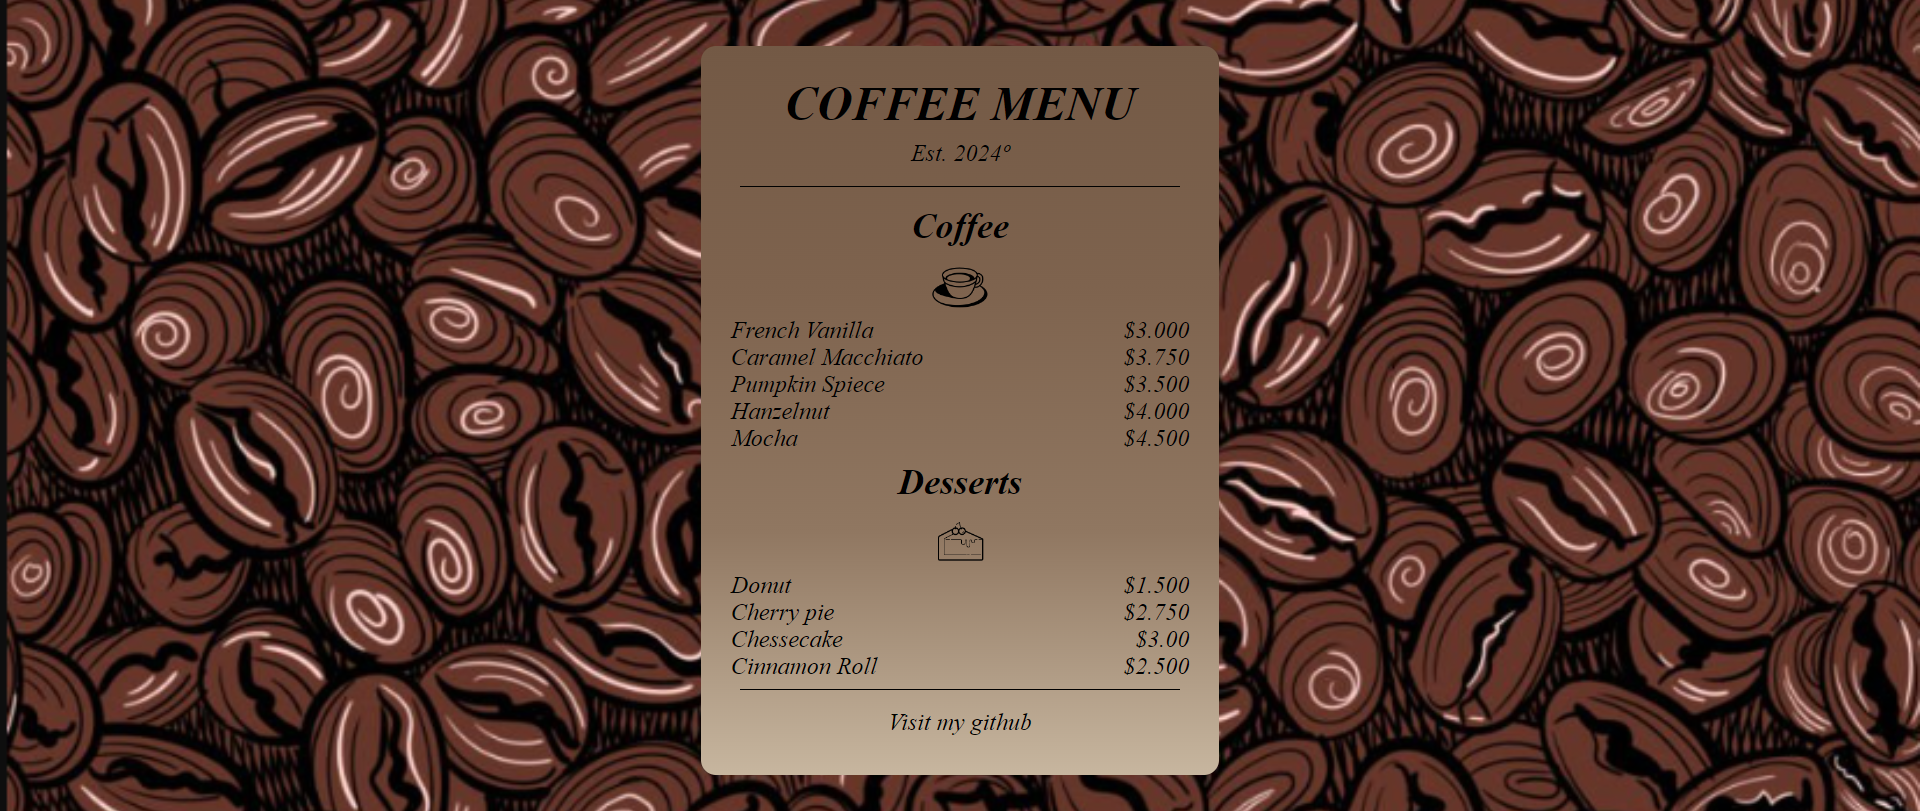 COFFEE MENU
Est. 2024º
Coffee
French Vanilla $3.000
Caramel Macchiato $3.750
Pumpkin Spiece $3.500
Hanzelnut $4.000
Mocha $4.500
Desserts
Donut $1.500
Cherry pie $2.750
Chessecake $3.00
Cinnamon Roll $2.500
Visit my github